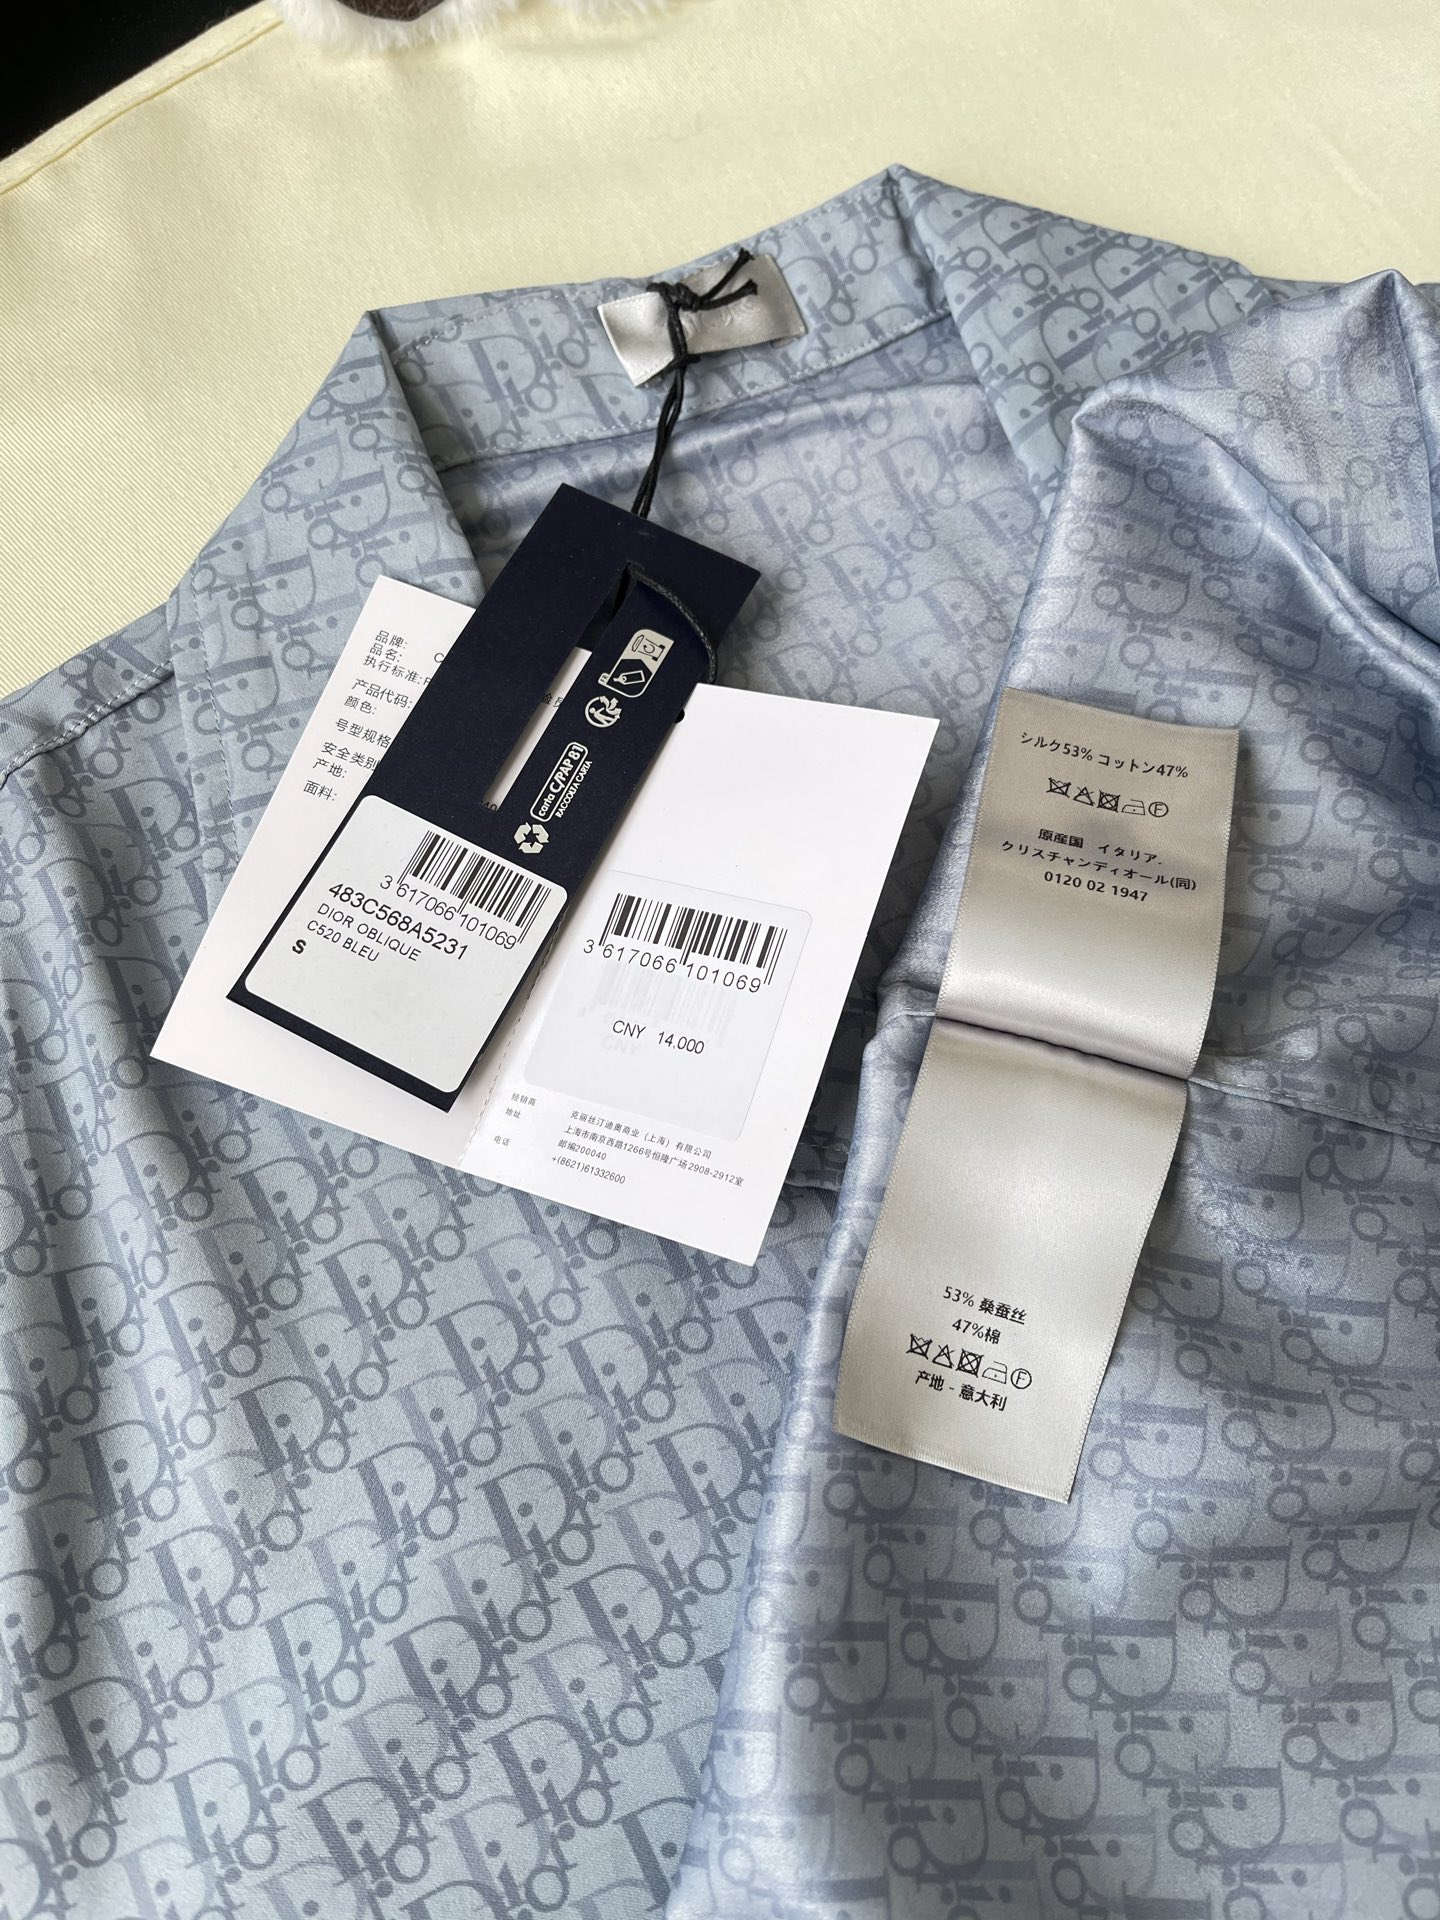 品牌:
品名:
执行标准:
产品代码:
颜色:
号型规格
安全类别
产地:
面料:
carta C/PAP 81
RACCOLTA CARTA
3 617066 101069
483C568A5231
DIOR OBLIQUE
C520 BLEU
S
3 617066 101069
CNY 14,000
经销商 克丽丝汀迪奥商业（上海）有限公司
地址 上海市南京西路1266号恒隆广场2908-2912室
邮编200040
电话 +(8621)61332600
シルク53% コットン47%
原産国 イタリア.
クリスチャンディオール(同)
0120 02 1947
53% 桑蚕丝
47%棉
产地 - 意大利
Dior